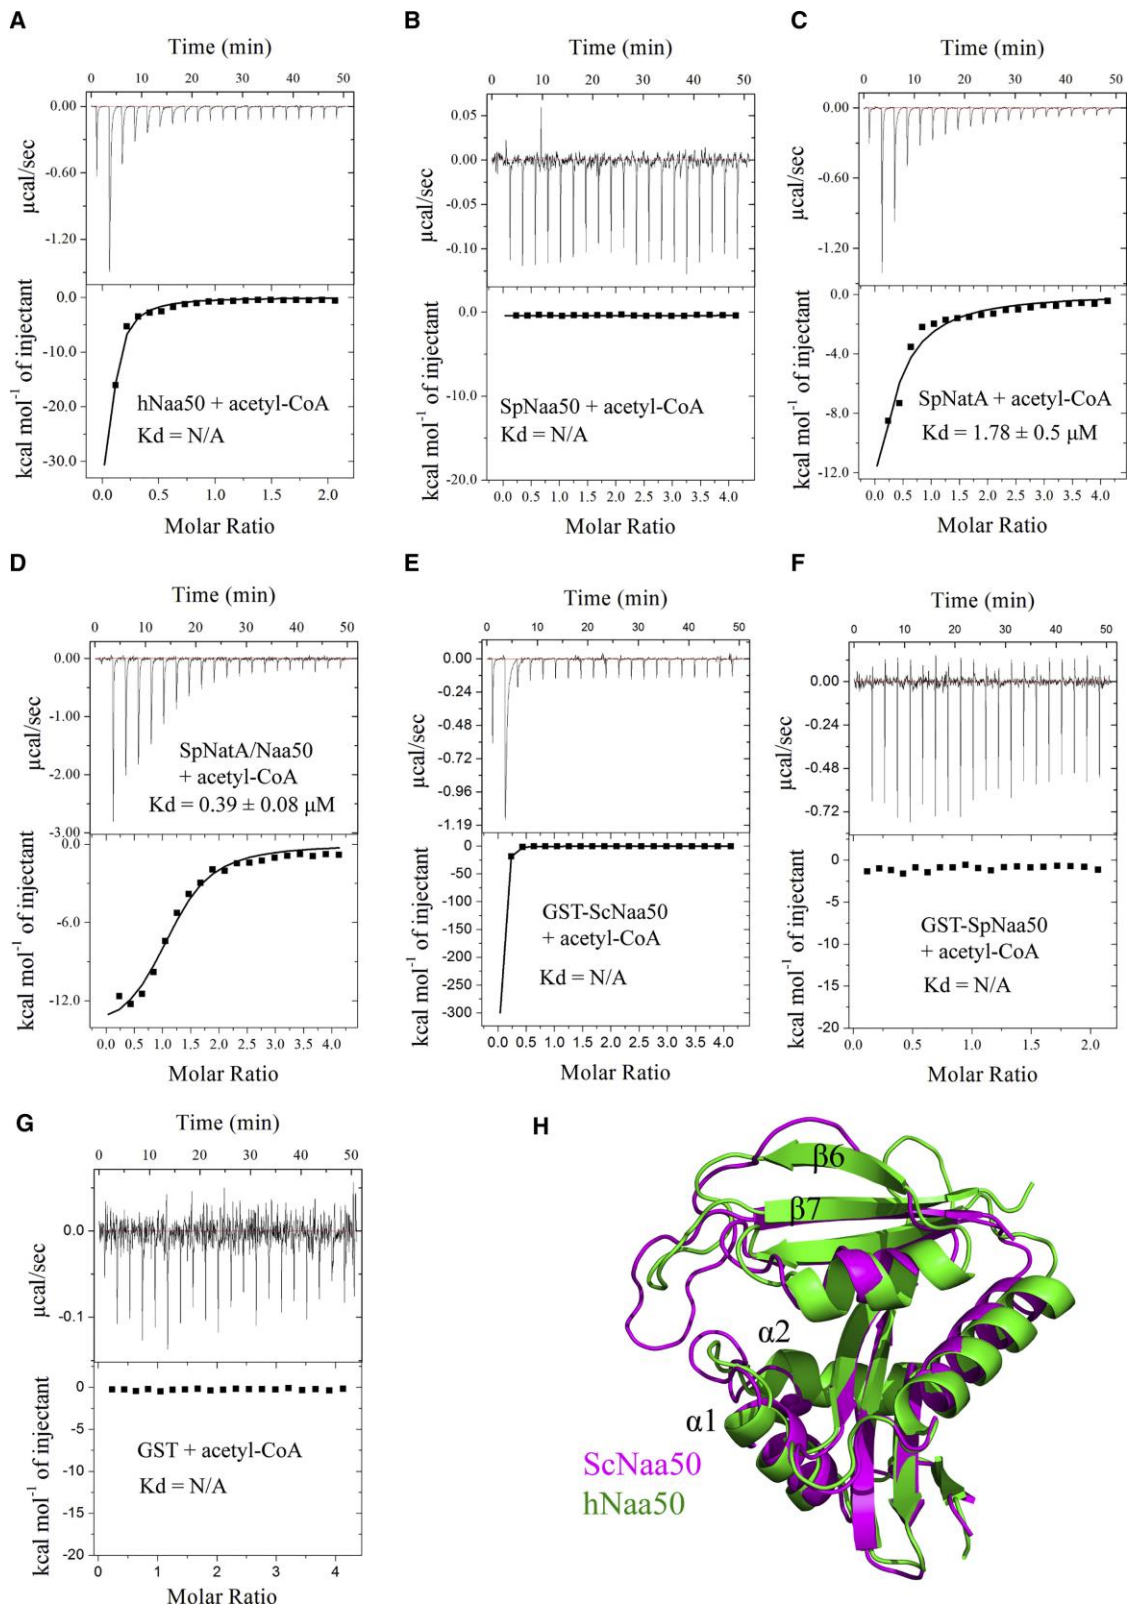 A
Time (min)
0 10 20 30 40 50
0.00
-0.60
-1.20
µcal/sec
0.0
-10.0
-20.0
-30.0
kcal mol⁻¹ of injectant
hNaa50 + acetyl-CoA
Kd = N/A
0.0 0.5 1.0 1.5 2.0
Molar Ratio
B
Time (min)
0 10 20 30 40 50
0.05
0.00
-0.05
-0.10
µcal/sec
0.0
-10.0
-20.0
kcal mol⁻¹ of injectant
SpNaa50 + acetyl-CoA
Kd = N/A
0.0 0.5 1.0 1.5 2.0 2.5 3.0 3.5 4.0
Molar Ratio
C
Time (min)
0 10 20 30 40 50
0.00
-0.60
-1.20
µcal/sec
0.0
-4.0
-8.0
-12.0
kcal mol⁻¹ of injectant
SpNatA + acetyl-CoA
Kd = 1.78 ± 0.5 µM
0.0 0.5 1.0 1.5 2.0 2.5 3.0 3.5 4.0
Molar Ratio
D
Time (min)
0 10 20 30 40 50
0.00
-1.00
-2.00
-3.00
µcal/sec
SpNatA/Naa50
+ acetyl-CoA
Kd = 0.39 ± 0.08 µM
0.0
-6.0
-12.0
kcal mol⁻¹ of injectant
0.0 0.5 1.0 1.5 2.0 2.5 3.0 3.5 4.0
Molar Ratio
E
Time (min)
0 10 20 30 40 50
0.00
-0.24
-0.48
-0.72
-0.96
-1.19
µcal/sec
0
-50
-100
-150
-200
-250
-300
kcal mol⁻¹ of injectant
GST-ScNaa50
+ acetyl-CoA
Kd = N/A
0.0 0.5 1.0 1.5 2.0 2.5 3.0 3.5 4.0
Molar Ratio
F
Time (min)
0 10 20 30 40 50
0.00
-0.24
-0.48
-0.72
µcal/sec
0
-5
-10
-15
-20
kcal mol⁻¹ of injectant
GST-SpNaa50
+ acetyl-CoA
Kd = N/A
0.0 0.5 1.0 1.5 2.0
Molar Ratio
G
Time (min)
0 10 20 30 40 50
0.0
-0.1
µcal/sec
0
-5
-10
-15
-20
kcal mol⁻¹ of injectant
GST + acetyl-CoA
Kd = N/A
0 1 2 3 4
Molar Ratio
H
β6
β7
α2
α1
ScNaa50
hNaa50